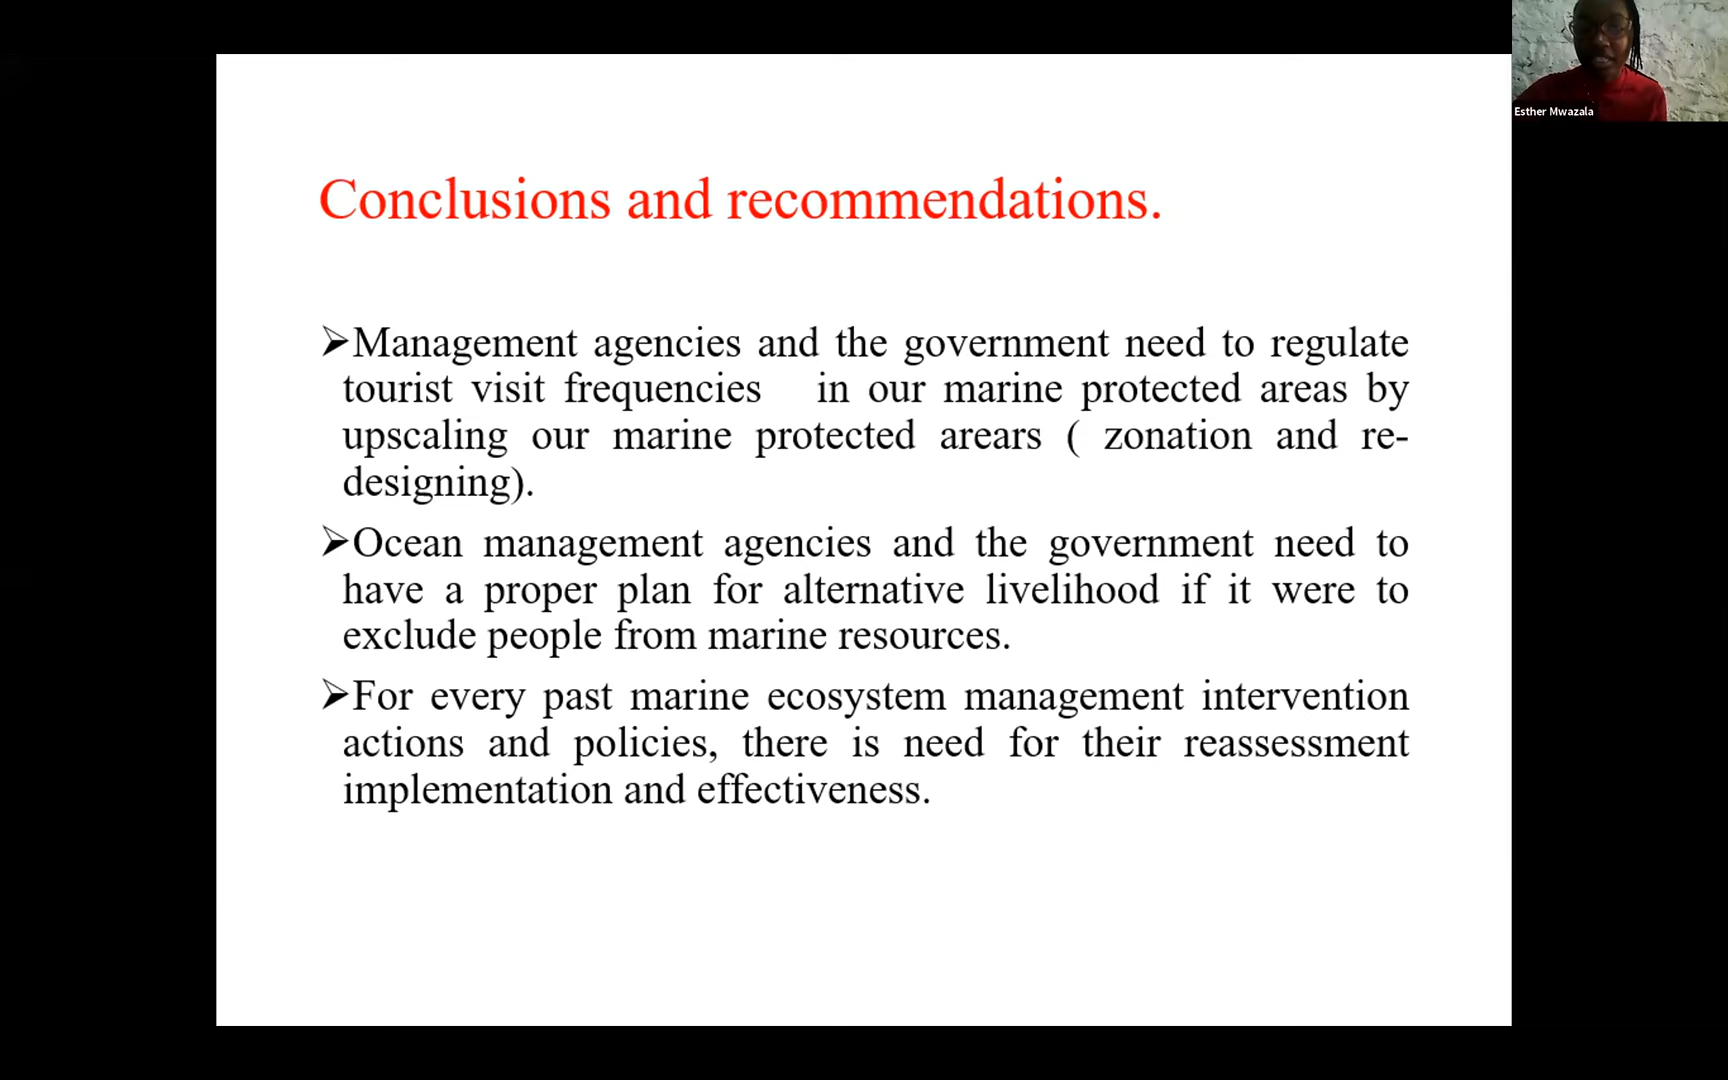 Esther Mwazala
Conclusions and recommendations.
➢Management agencies and the government need to regulate
tourist visit frequencies in our marine protected areas by
upscaling our marine protected arears ( zonation and re-
designing).
➢Ocean management agencies and the government need to
have a proper plan for alternative livelihood if it were to
exclude people from marine resources.
➢For every past marine ecosystem management intervention
actions and policies, there is need for their reassessment
implementation and effectiveness.